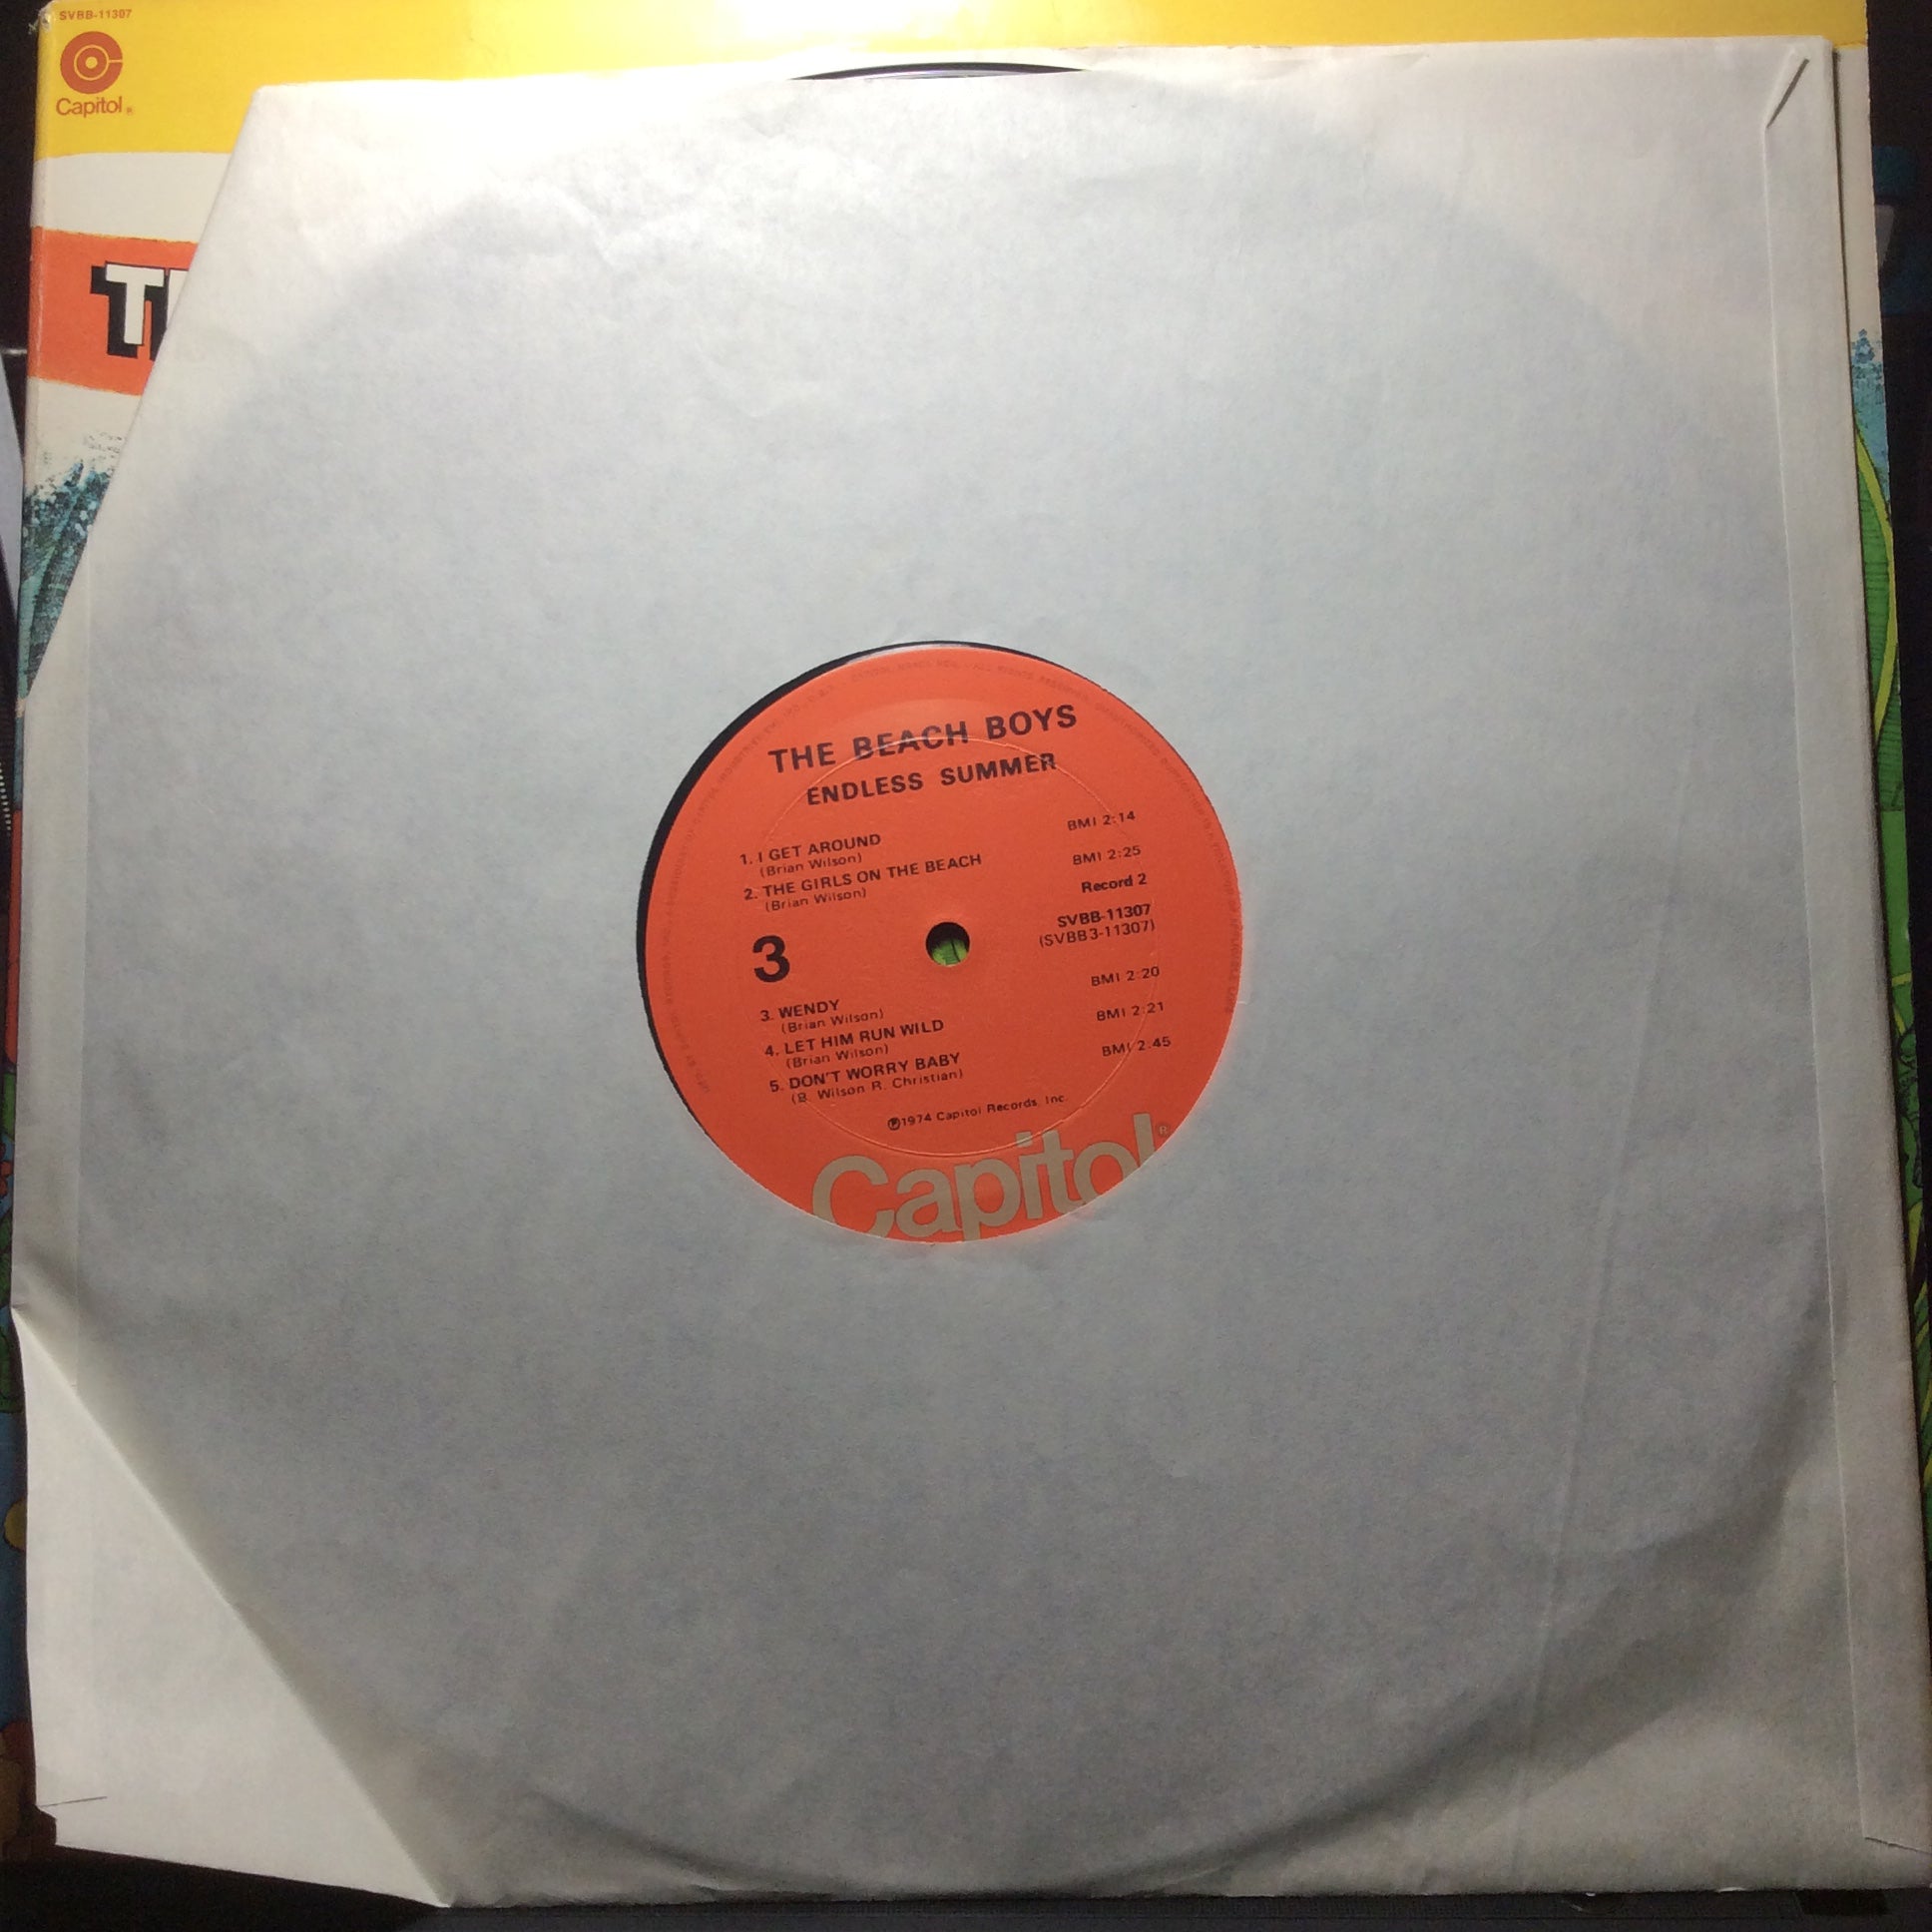 SVBB-11307
Capitol®
T
THE BEACH BOYS
ENDLESS SUMMER
1. I GET AROUND BMI 2:14
(Brian Wilson)
2. THE GIRLS ON THE BEACH BMI 2:25
(Brian Wilson)
Record 2
3
SVBB-11307
(SVBB3-11307)
3. WENDY BMI 2:20
(Brian Wilson)
4. LET HIM RUN WILD BMI 2:21
(Brian Wilson)
5. DON'T WORRY BABY BMI 2:45
(B. Wilson R. Christian)
℗1974 Capitol Records, Inc.
Capitol®